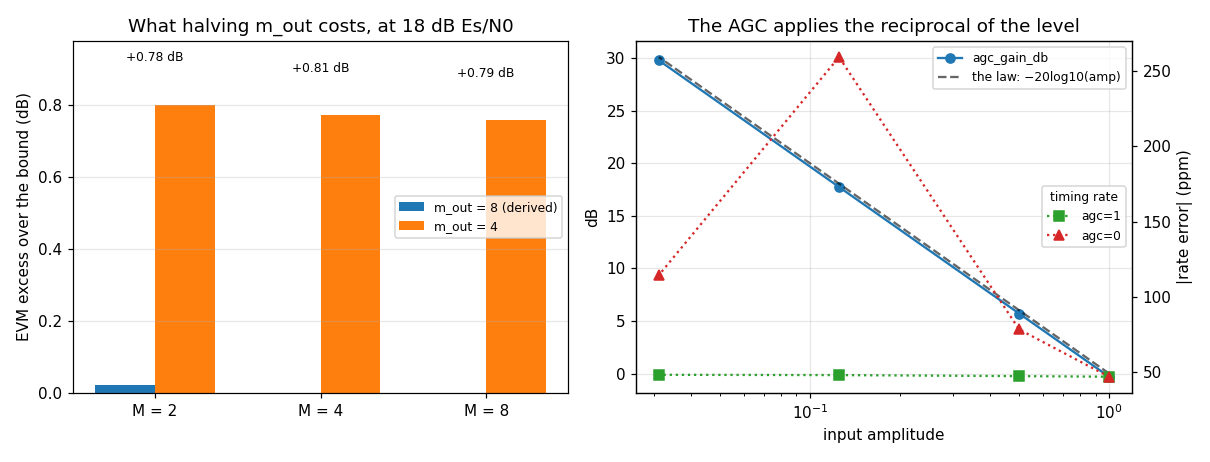 What halving m_out costs, at 18 dB Es/N0
+0.78 dB
+0.81 dB
+0.79 dB
EVM excess over the bound (dB)
0.8
0.6
0.4
0.2
0.0
m_out = 8 (derived)
m_out = 4
M = 2
M = 4
M = 8
The AGC applies the reciprocal of the level
agc_gain_db
the law: −20log10(amp)
timing rate
agc=1
agc=0
dB
30
25
20
15
10
5
0
10⁻¹
10⁰
input amplitude
250
200
150
100
50
|rate error| (ppm)